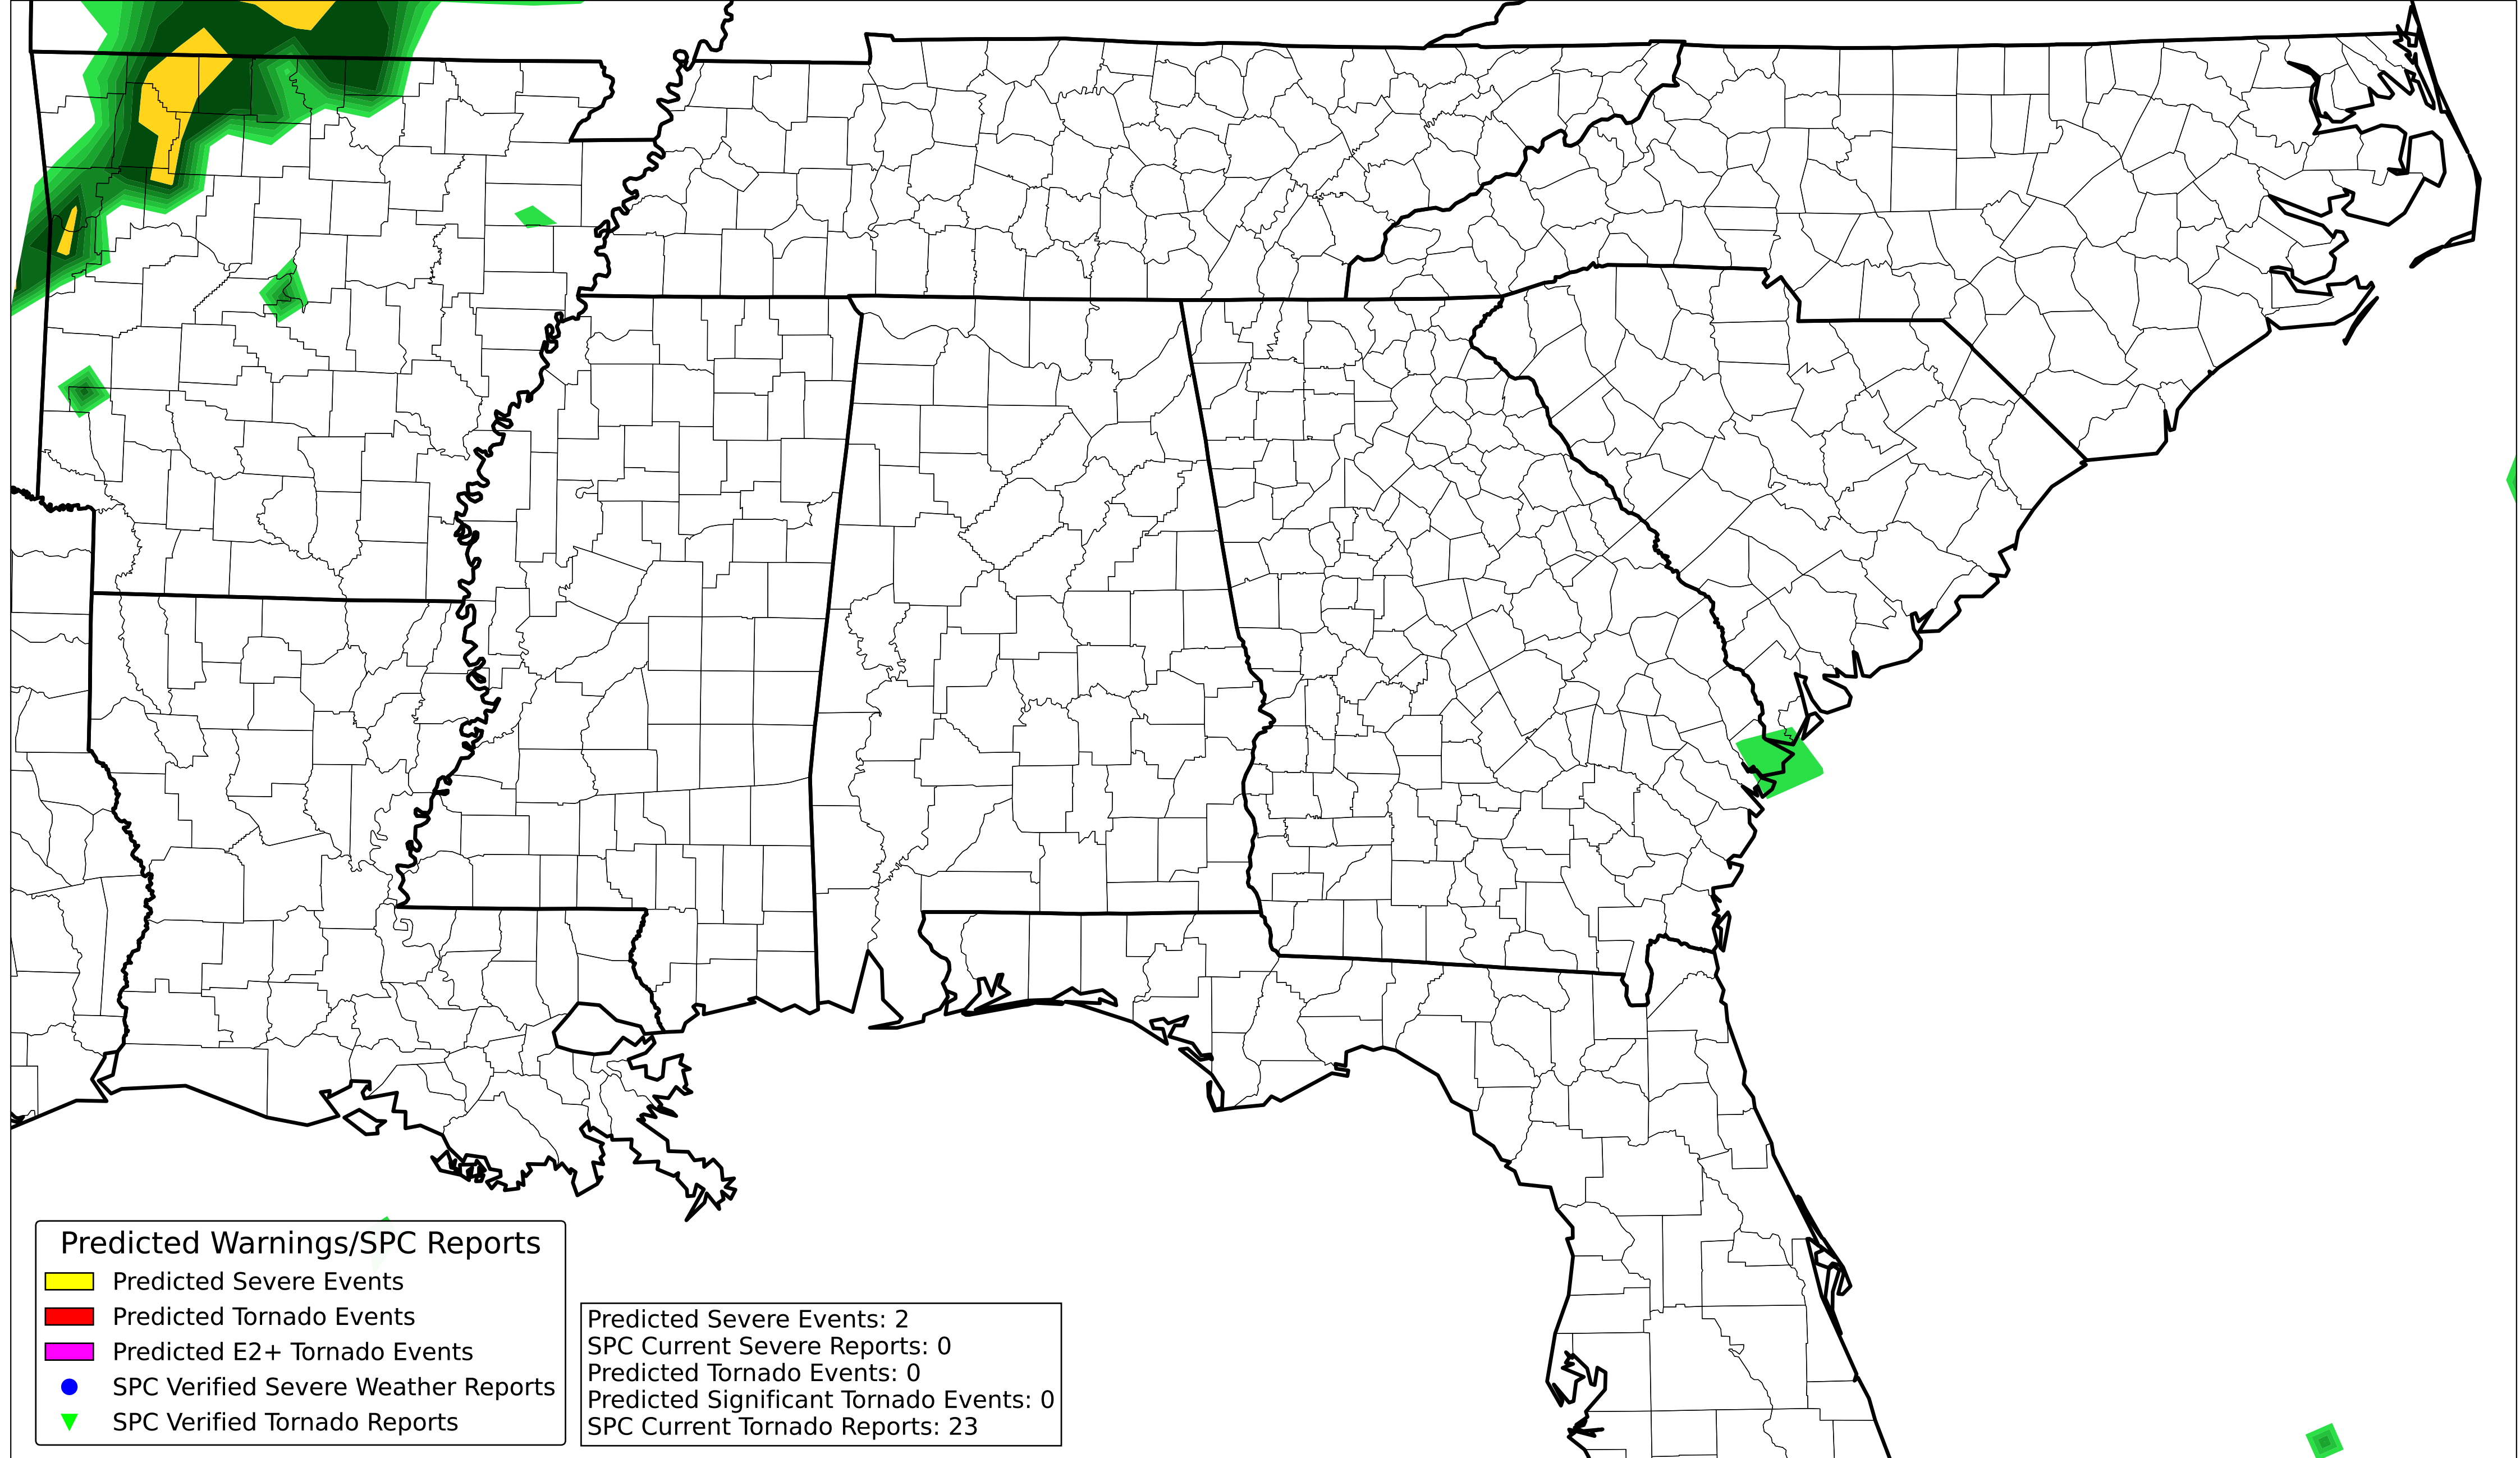 Predicted Warnings/SPC Reports
Predicted Severe Events
Predicted Tornado Events
Predicted E2+ Tornado Events
SPC Verified Severe Weather Reports
SPC Verified Tornado Reports
Predicted Severe Events: 2
SPC Current Severe Reports: 0
Predicted Tornado Events: 0
Predicted Significant Tornado Events: 0
SPC Current Tornado Reports: 23